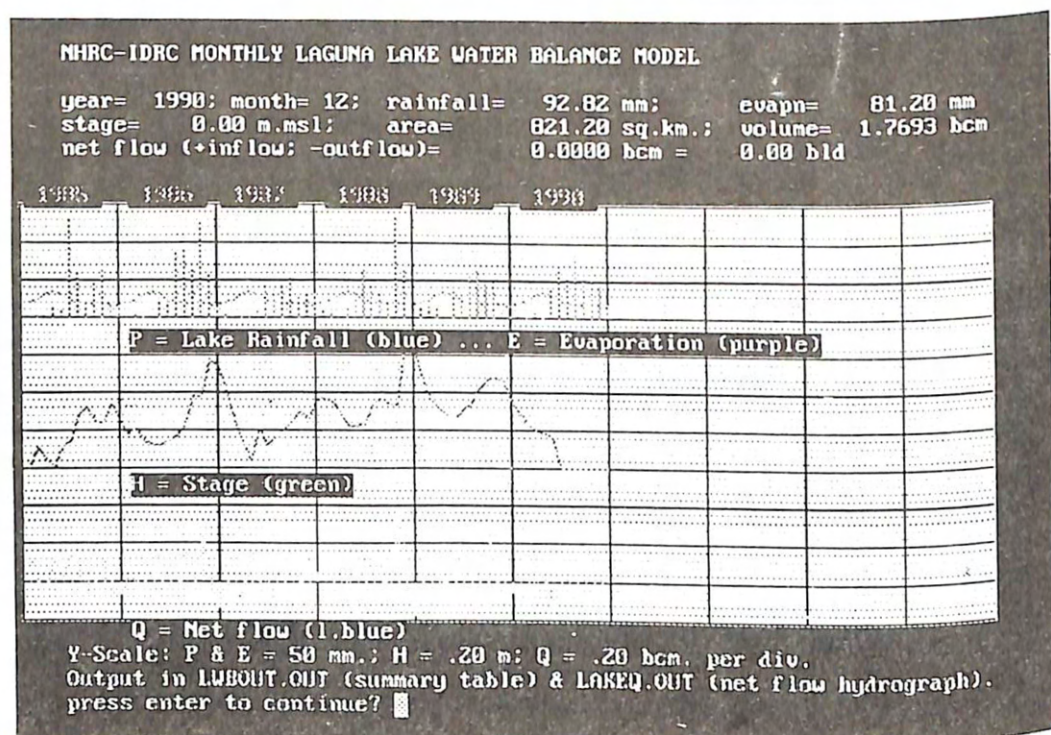 NHRC-IDRC MONTHLY LAGUNA LAKE WATER BALANCE MODEL
year= 1990; month= 12; rainfall= 92.82 mm; evapn= 81.20 mm
stage= 0.00 m.msl; area= 821.20 sq.km.; volume= 1.7693 bcm
net flow (+inflow; -outflow)= 0.0000 bcm = 0.00 bld
1985 1986 1987 1988 1989 1990
P = Lake Rainfall (blue) ... E = Evaporation (purple)
H = Stage (green)
Q = Net flow (l.blue)
Y-Scale: P & E = 50 mm.; H = .20 m; Q = .20 bcm. per div.
Output in LWBOUT.OUT (summary table) & LAKEQ.OUT (net flow hydrograph).
press enter to continue?